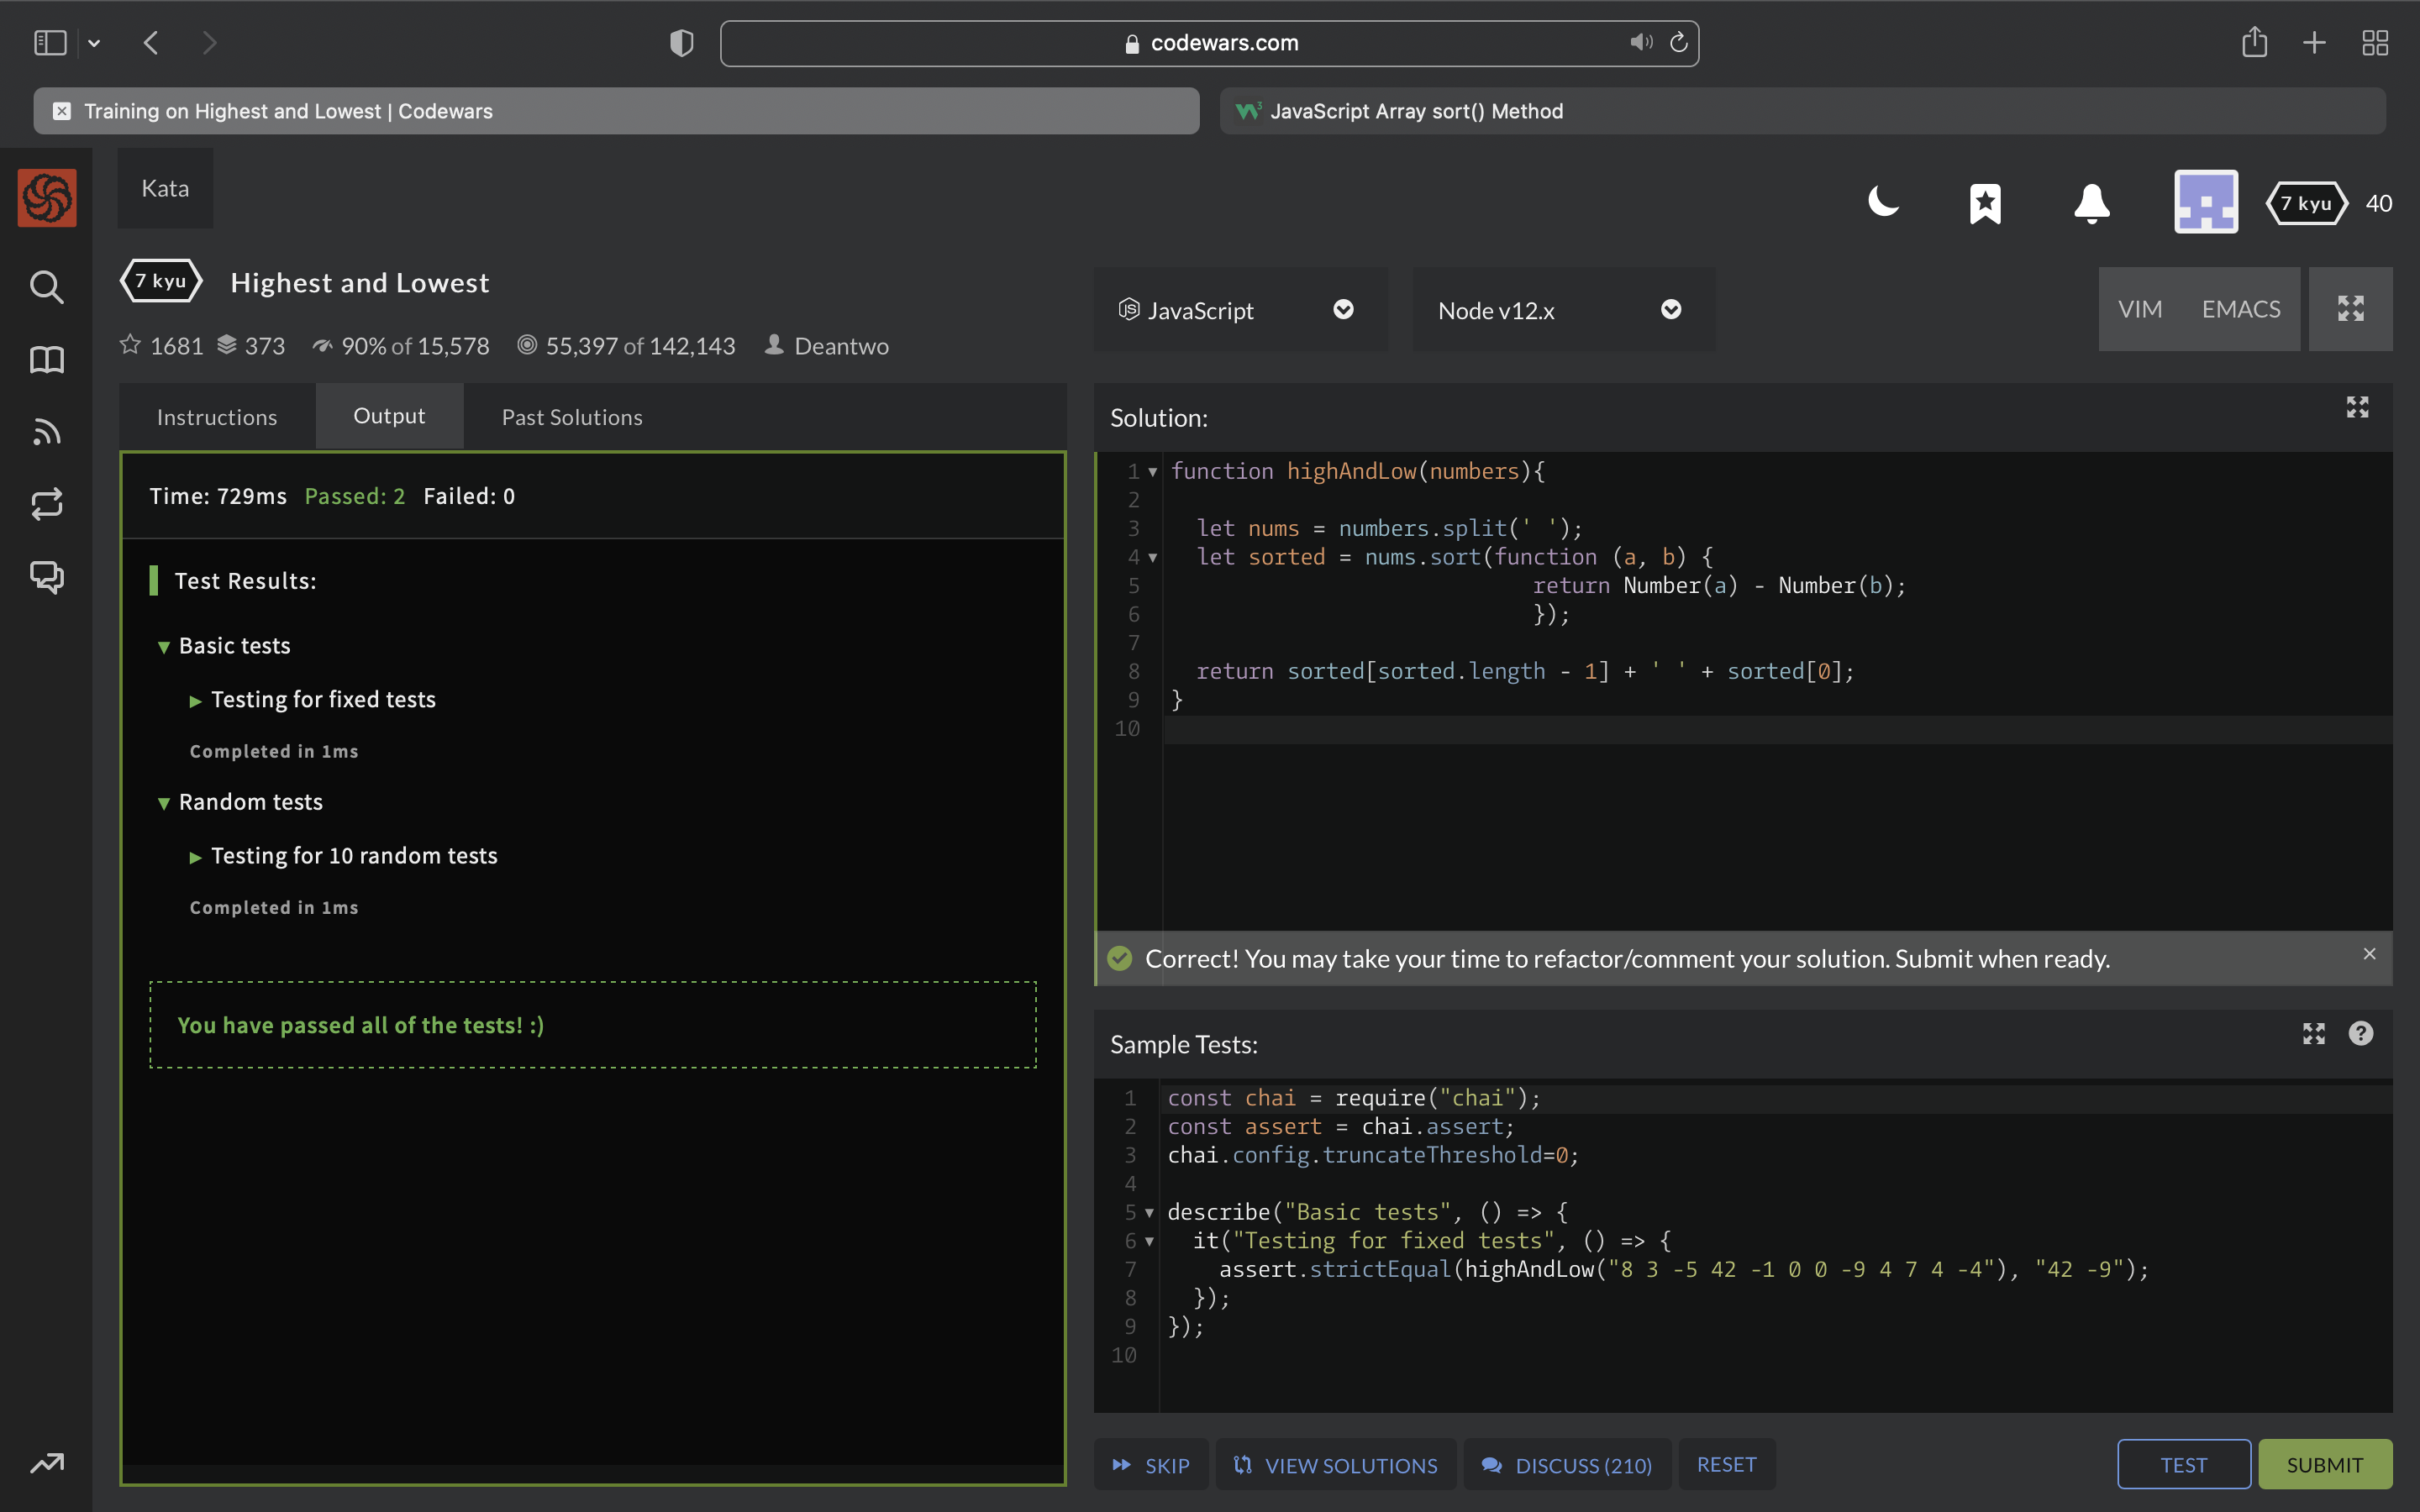 codewars.com
Training on Highest and Lowest | Codewars
JavaScript Array sort() Method
Kata
7 kyu 40
7 kyu Highest and Lowest
1681 373 90% of 15,578 55,397 of 142,143 Deantwo
JavaScript
Node v12.x
VIM EMACS
Instructions Output Past Solutions
Time: 729ms Passed: 2 Failed: 0
Test Results:
Basic tests
Testing for fixed tests
Completed in 1ms
Random tests
Testing for 10 random tests
Completed in 1ms
You have passed all of the tests! :)
Solution:
1 function highAndLow(numbers){
2
3 let nums = numbers.split(' ');
4 let sorted = nums.sort(function (a, b) {
5 return Number(a) - Number(b);
6 });
7
8 return sorted[sorted.length - 1] + ' ' + sorted[0];
9 }
10
Correct! You may take your time to refactor/comment your solution. Submit when ready.
Sample Tests:
1 const chai = require("chai");
2 const assert = chai.assert;
3 chai.config.truncateThreshold=0;
4
5 describe("Basic tests", () => {
6 it("Testing for fixed tests", () => {
7 assert.strictEqual(highAndLow("8 3 -5 42 -1 0 0 -9 4 7 4 -4"), "42 -9");
8 });
9 });
10
SKIP VIEW SOLUTIONS DISCUSS (210) RESET TEST SUBMIT